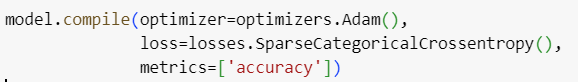 model.compile(optimizer=optimizers.Adam(),
              loss=losses.SparseCategoricalCrossentropy(),
              metrics=['accuracy'])